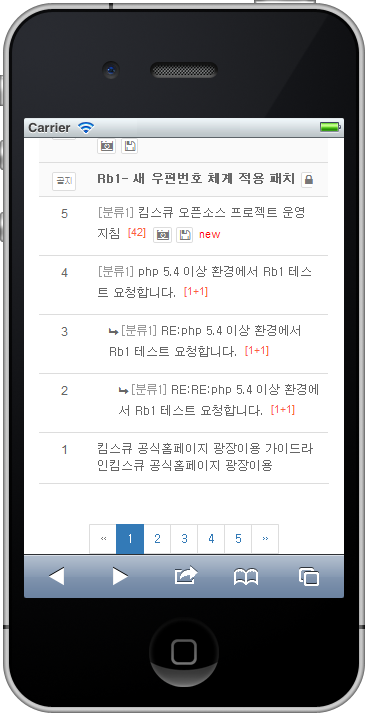 Carrier
공지 Rb1- 새 우편번호 체계 적용 패치
5 [분류1] 킴스큐 오픈소스 프로젝트 운영
지침 [42] new
4 [분류1] php 5.4 이상 환경에서 Rb1 테스
트 요청합니다. [1+1]
3 [분류1] RE:php 5.4 이상 환경에서
Rb1 테스트 요청합니다. [1+1]
2 [분류1] RE:RE:php 5.4 이상 환경에
서 Rb1 테스트 요청합니다. [1+1]
1 킴스큐 공식홈페이지 광장이용 가이드라
인킴스큐 공식홈페이지 광장이용
« 1 2 3 4 5 »